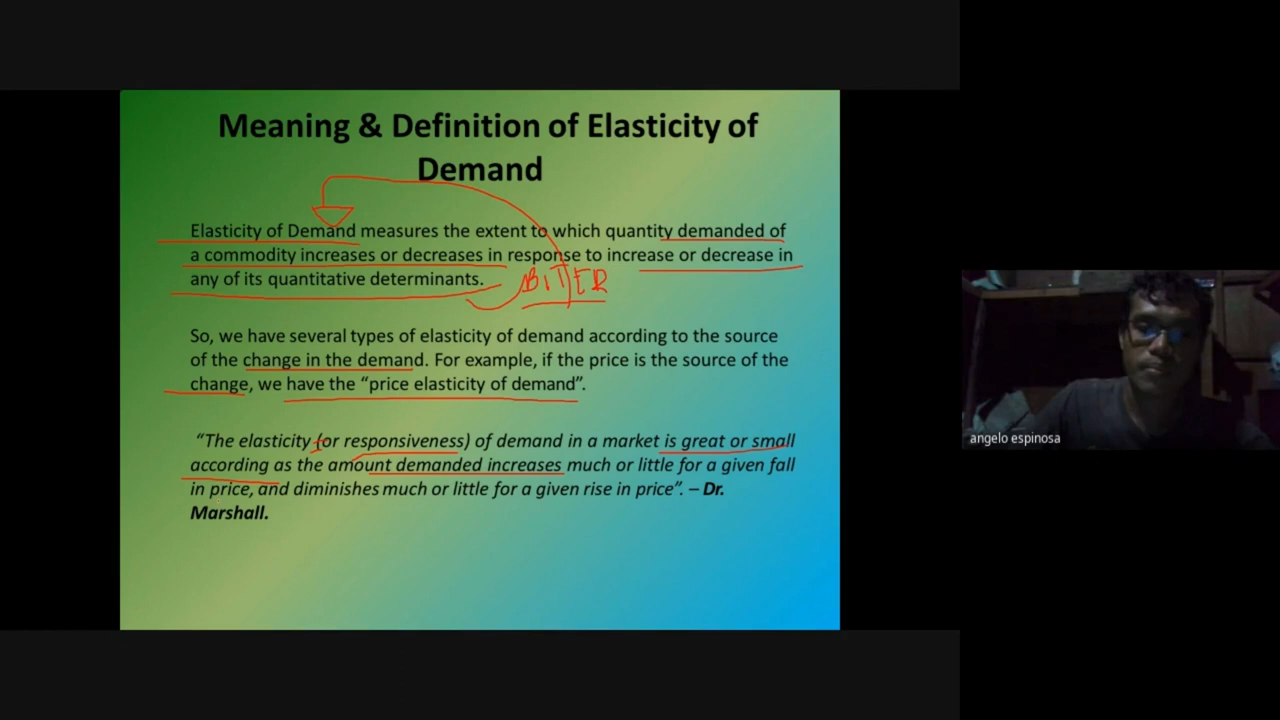 Meaning & Definition of Elasticity of
Demand
Elasticity of Demand measures the extent to which quantity demanded of
a commodity increases or decreases in response to increase or decrease in
any of its quantitative determinants.
BITER
So, we have several types of elasticity of demand according to the source
of the change in the demand. For example, if the price is the source of the
change, we have the “price elasticity of demand”.
“The elasticity (or responsiveness) of demand in a market is great or small
according as the amount demanded increases much or little for a given fall
in price, and diminishes much or little for a given rise in price”. – Dr.
Marshall.
angelo espinosa